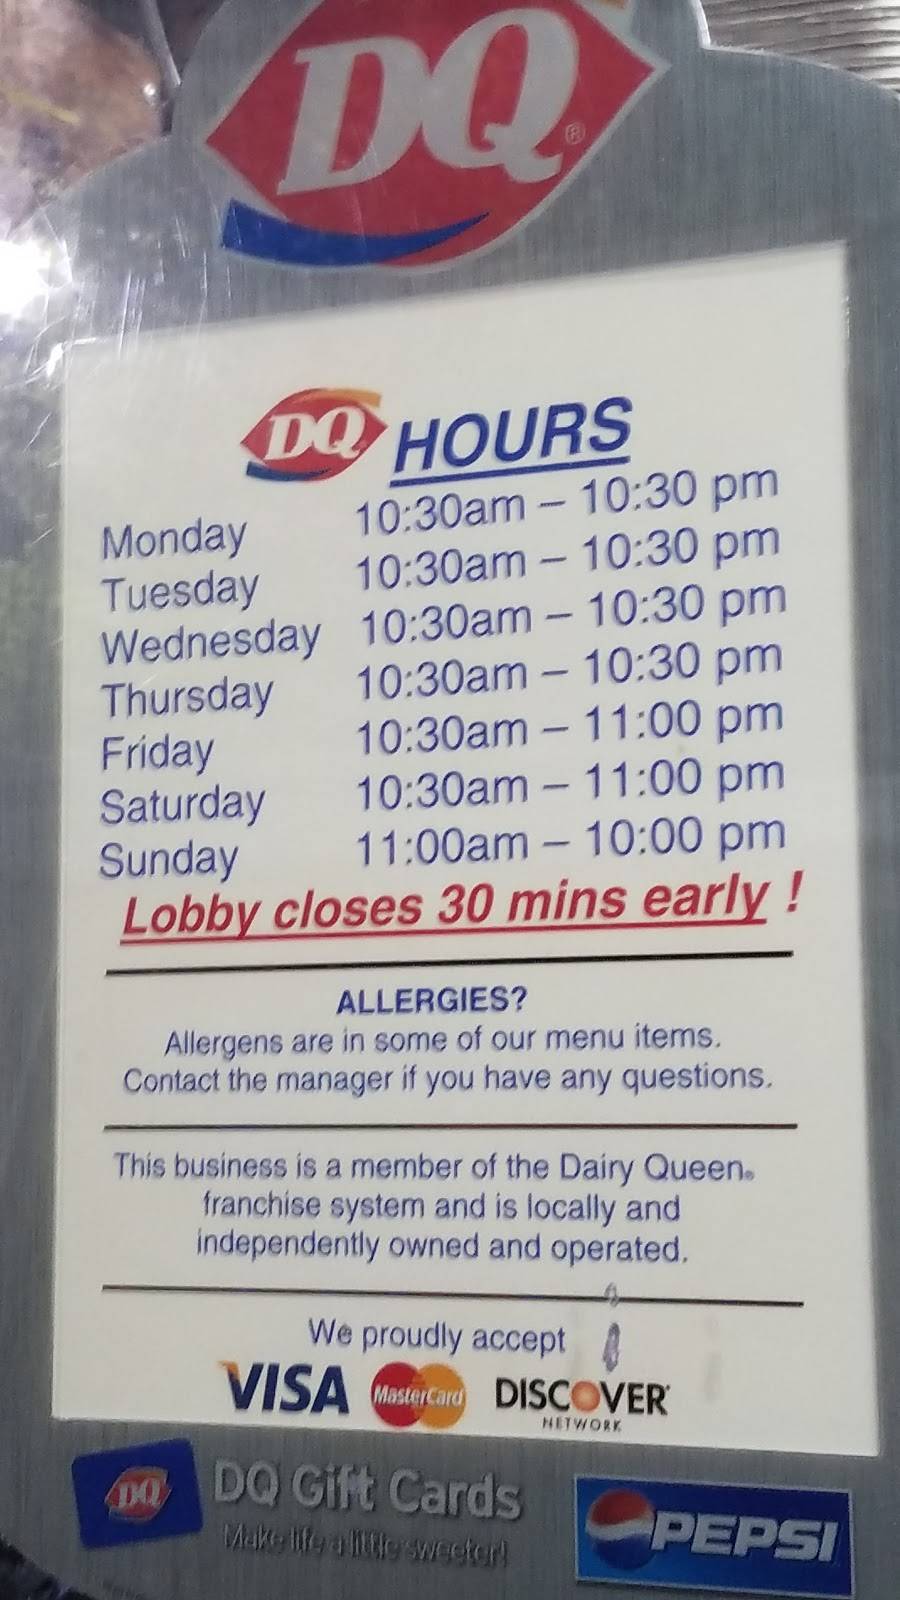 DQ®
DQ HOURS
Monday 10:30am – 10:30 pm
Tuesday 10:30am – 10:30 pm
Wednesday 10:30am – 10:30 pm
Thursday 10:30am – 10:30 pm
Friday 10:30am – 11:00 pm
Saturday 10:30am – 11:00 pm
Sunday 11:00am – 10:00 pm
Lobby closes 30 mins early !
ALLERGIES?
Allergens are in some of our menu items.
Contact the manager if you have any questions.
This business is a member of the Dairy Queen®
franchise system and is locally and
independently owned and operated.
We proudly accept
VISA MasterCard DISCOVER
NETWORK
DQ DQ Gift Cards
Make life a little sweeter!
PEPSI